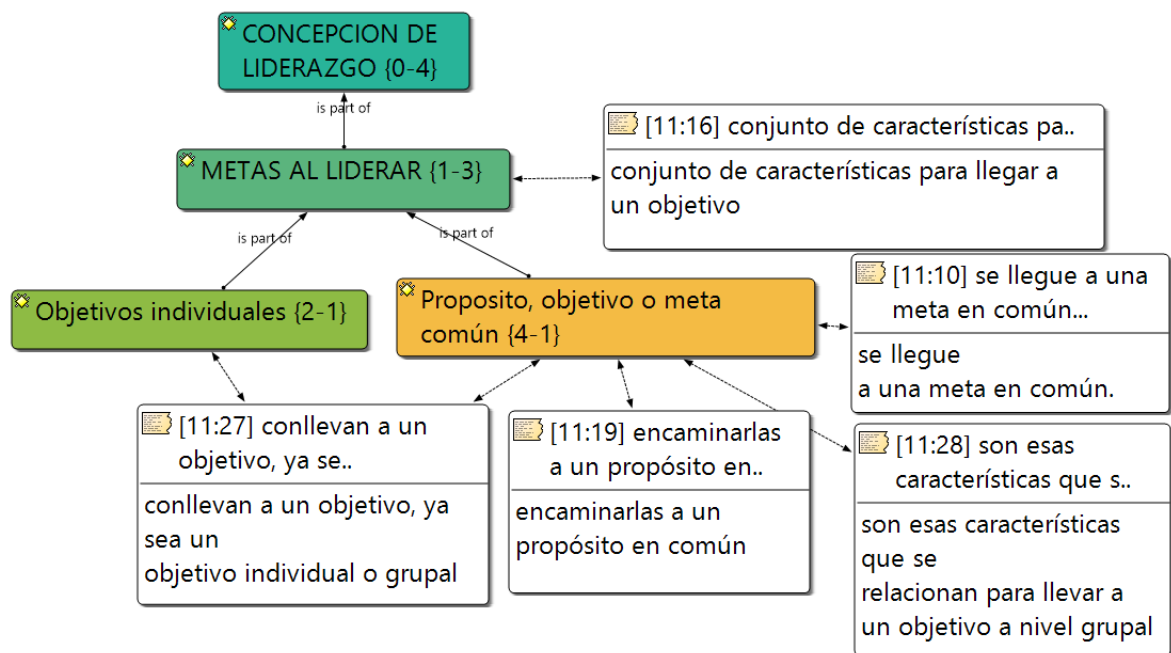 CONCEPCION DE
LIDERAZGO {0-4}
is part of
METAS AL LIDERAR {1-3}
[11:16] conjunto de características pa..
conjunto de características para llegar a
un objetivo
is part of
is part of
Objetivos individuales {2-1}
Proposito, objetivo o meta
común {4-1}
[11:10] se llegue a una
meta en común...
se llegue
a una meta en común.
[11:27] conllevan a un
objetivo, ya se..
conllevan a un objetivo, ya
sea un
objetivo individual o grupal
[11:19] encaminarlas
a un propósito en..
encaminarlas a un
propósito en común
[11:28] son esas
características que s..
son esas características
que se
relacionan para llevar a
un objetivo a nivel grupal